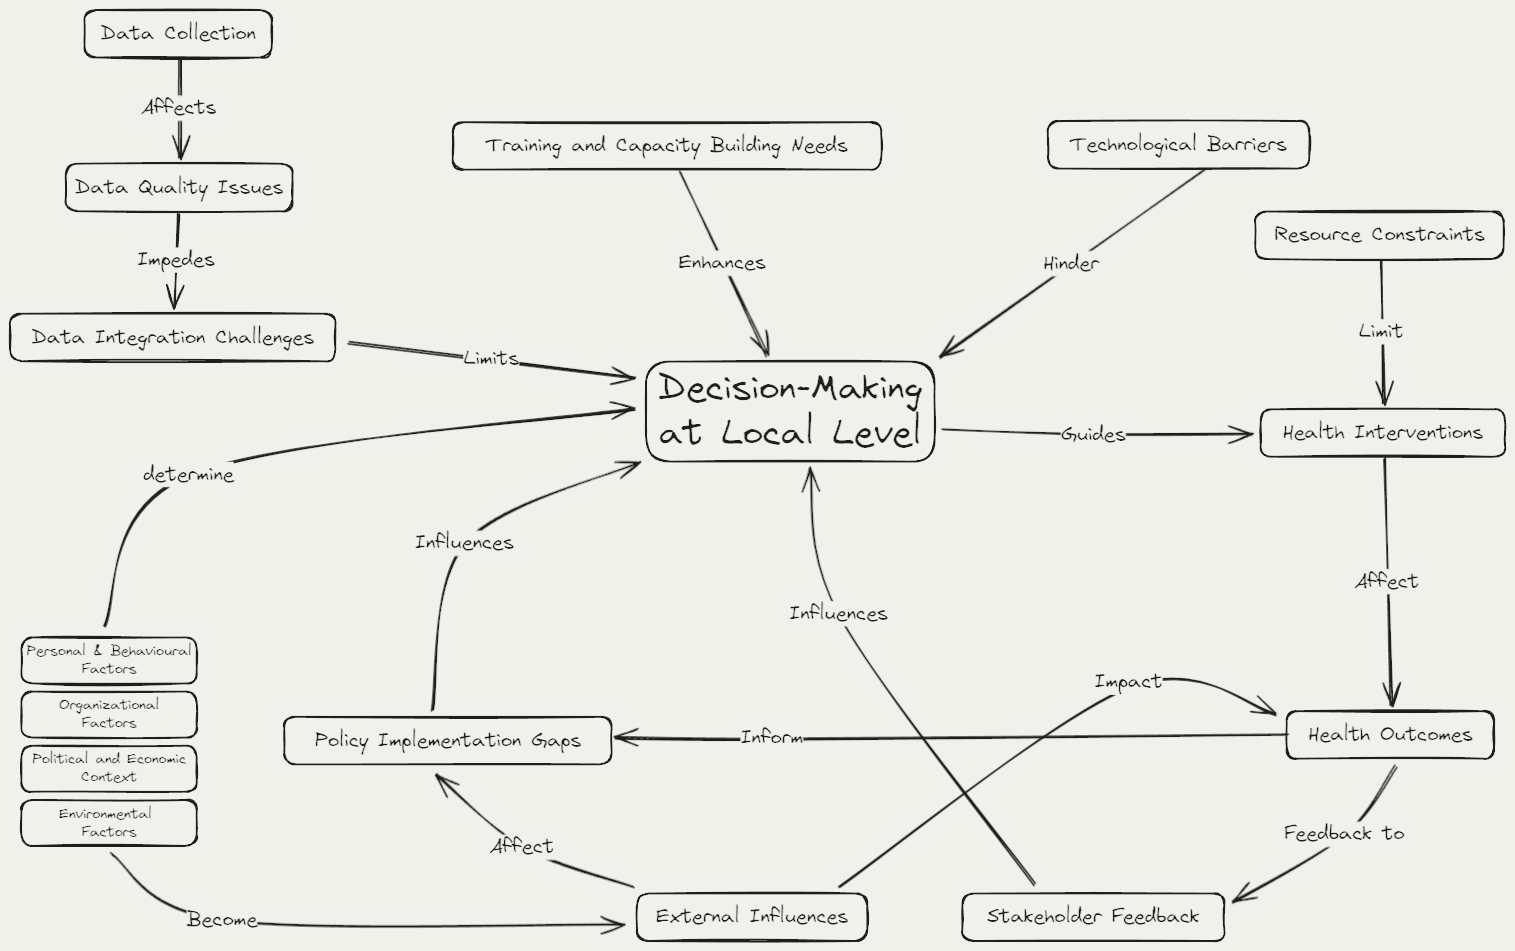 Data Collection
Affects
Data Quality Issues
Impedes
Data Integration Challenges
Limits
Training and Capacity Building Needs
Enhances
Technological Barriers
Hinder
Resource Constraints
Limit
Decision-Making
at Local Level
Guides
Health Interventions
determine
Influences
Influences
Affect
Personal & Behavioural
Factors
Organizational
Factors
Political and Economic
Context
Environmental
Factors
Policy Implementation Gaps
Inform
Impact
Health Outcomes
Affect
Feedback to
Become
External Influences
Stakeholder Feedback